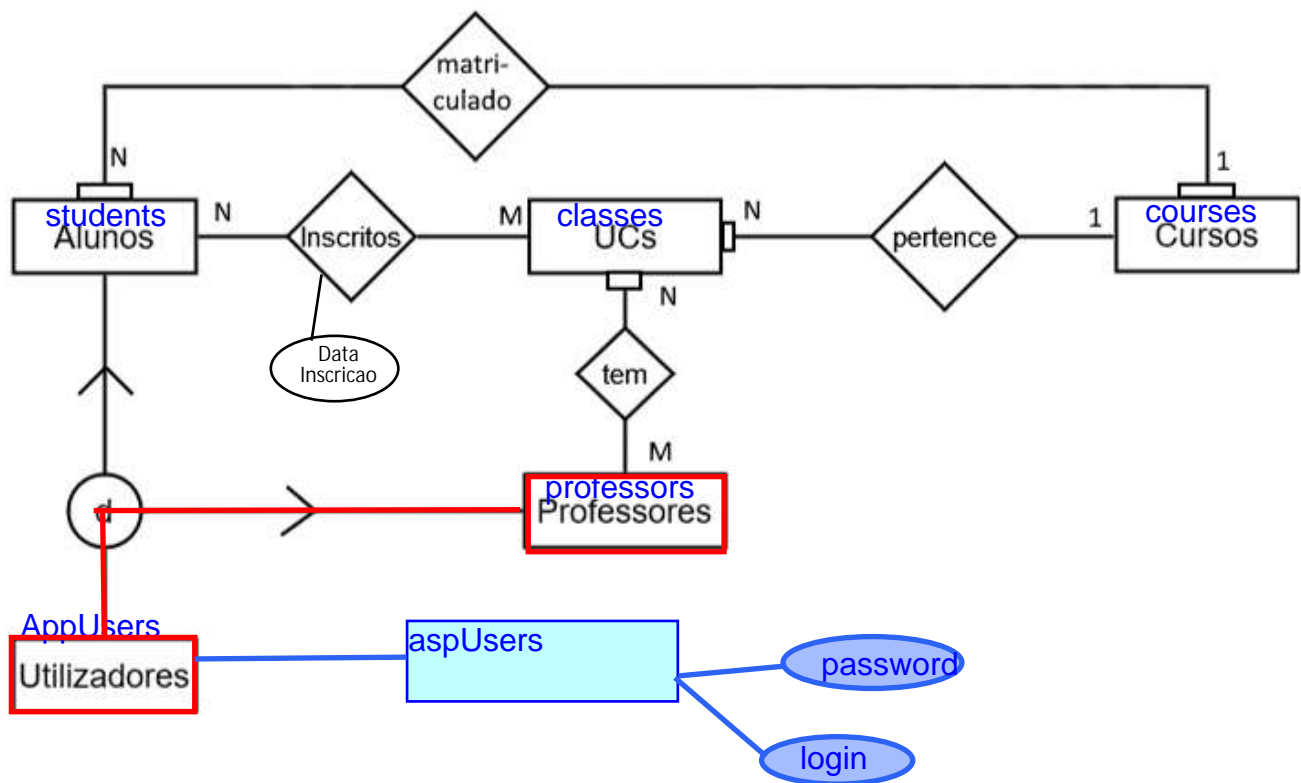 matri-
culado
N
1
students
Alunos
N
Inscritos
M
classes
UCs
N
pertence
1
courses
Cursos
N
Data
Inscricao
tem
M
d
professors
Professores
AppUsers
Utilizadores
aspUsers
password
login